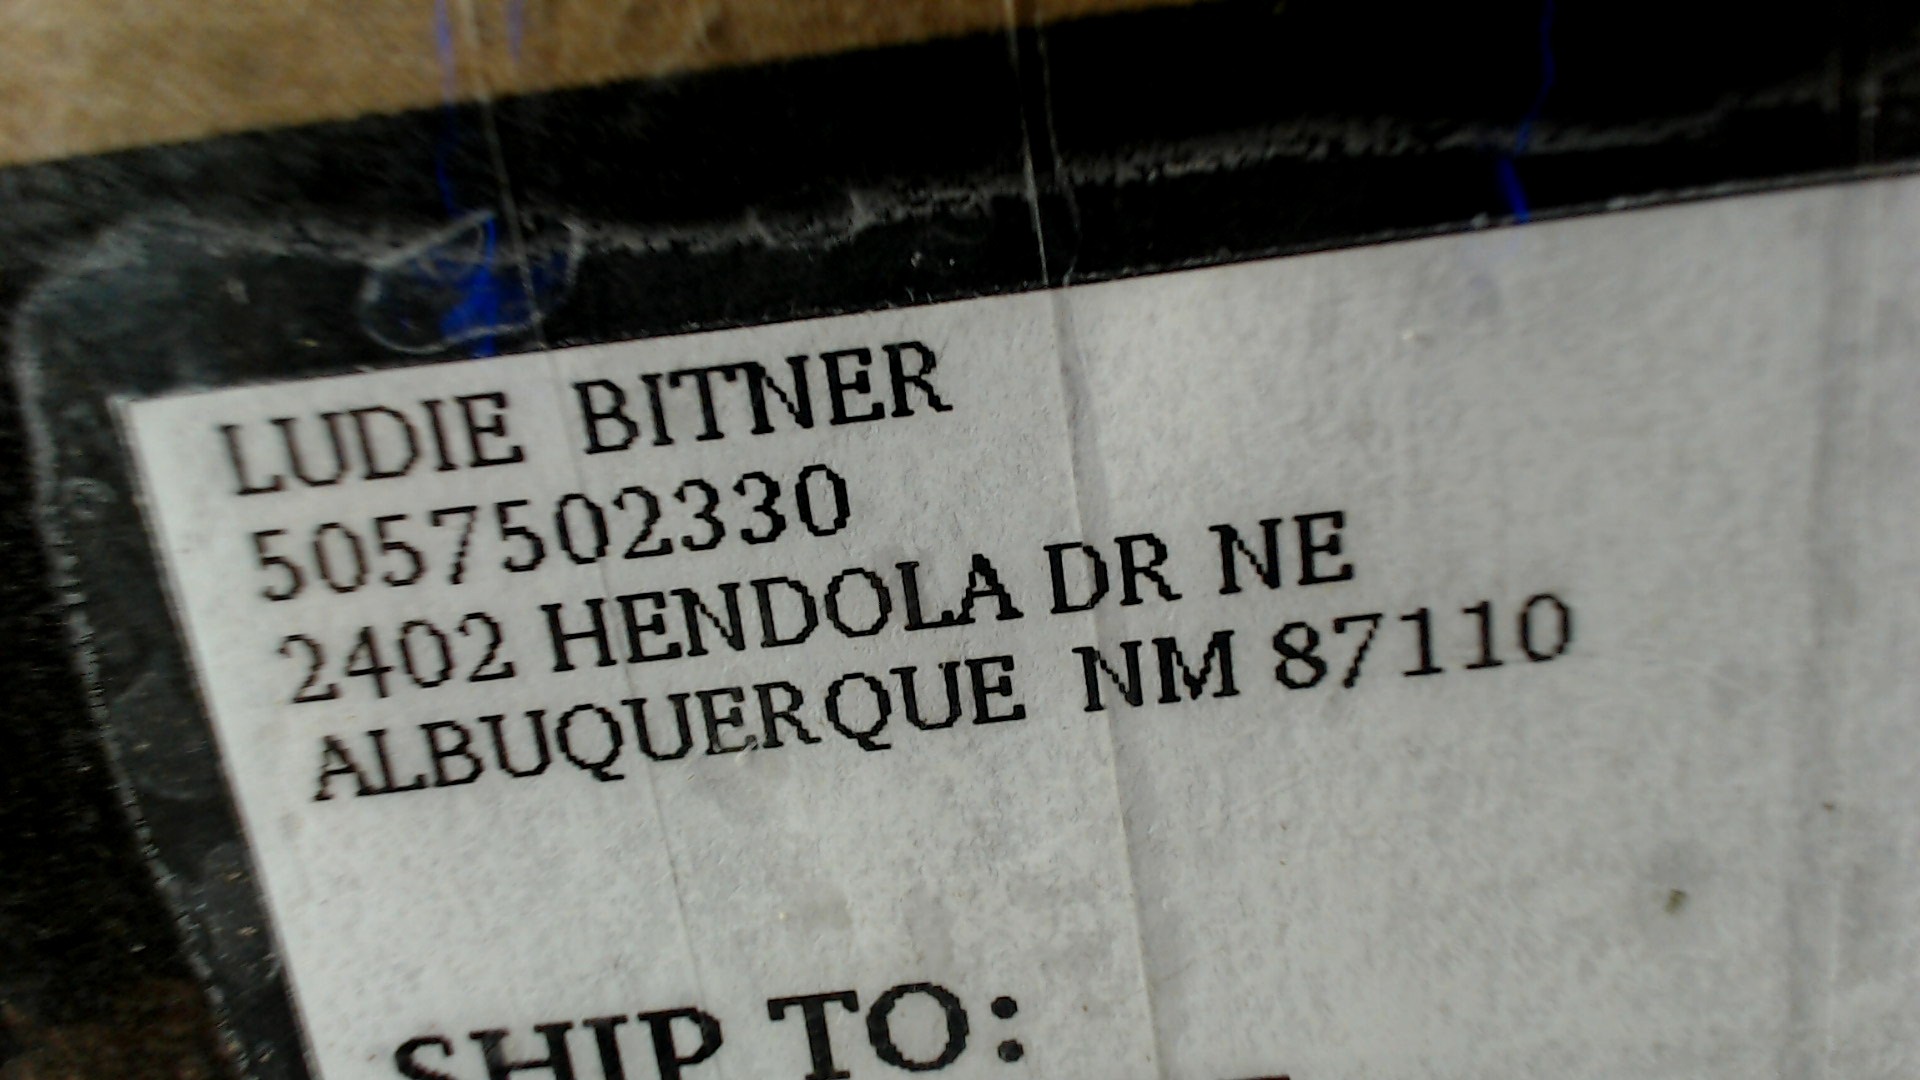 LUDIE BITNER
5057502330
2402 HENDOLA DR NE
ALBUQUERQUE NM 87110
SHIP TO: